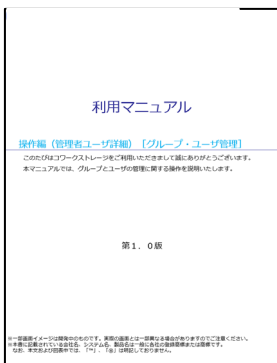 利用マニュアル
操作編（管理者ユーザ詳細）［グループ・ユーザ管理］
このたびはコワークストレージをご利用いただきまして誠にありがとうございます。
本マニュアルでは、グループとユーザの管理に関する操作を説明いたします。
第１．０版
※一部画面イメージは開発中のものです。実際の画面とは一部異なる場合がありますのでご注意ください。
※本書に記載されている会社名、システム名、製品名は一般に各社の登録商標または商標です。
なお、本文および図表中では、「™」、「®」は明記しておりません。